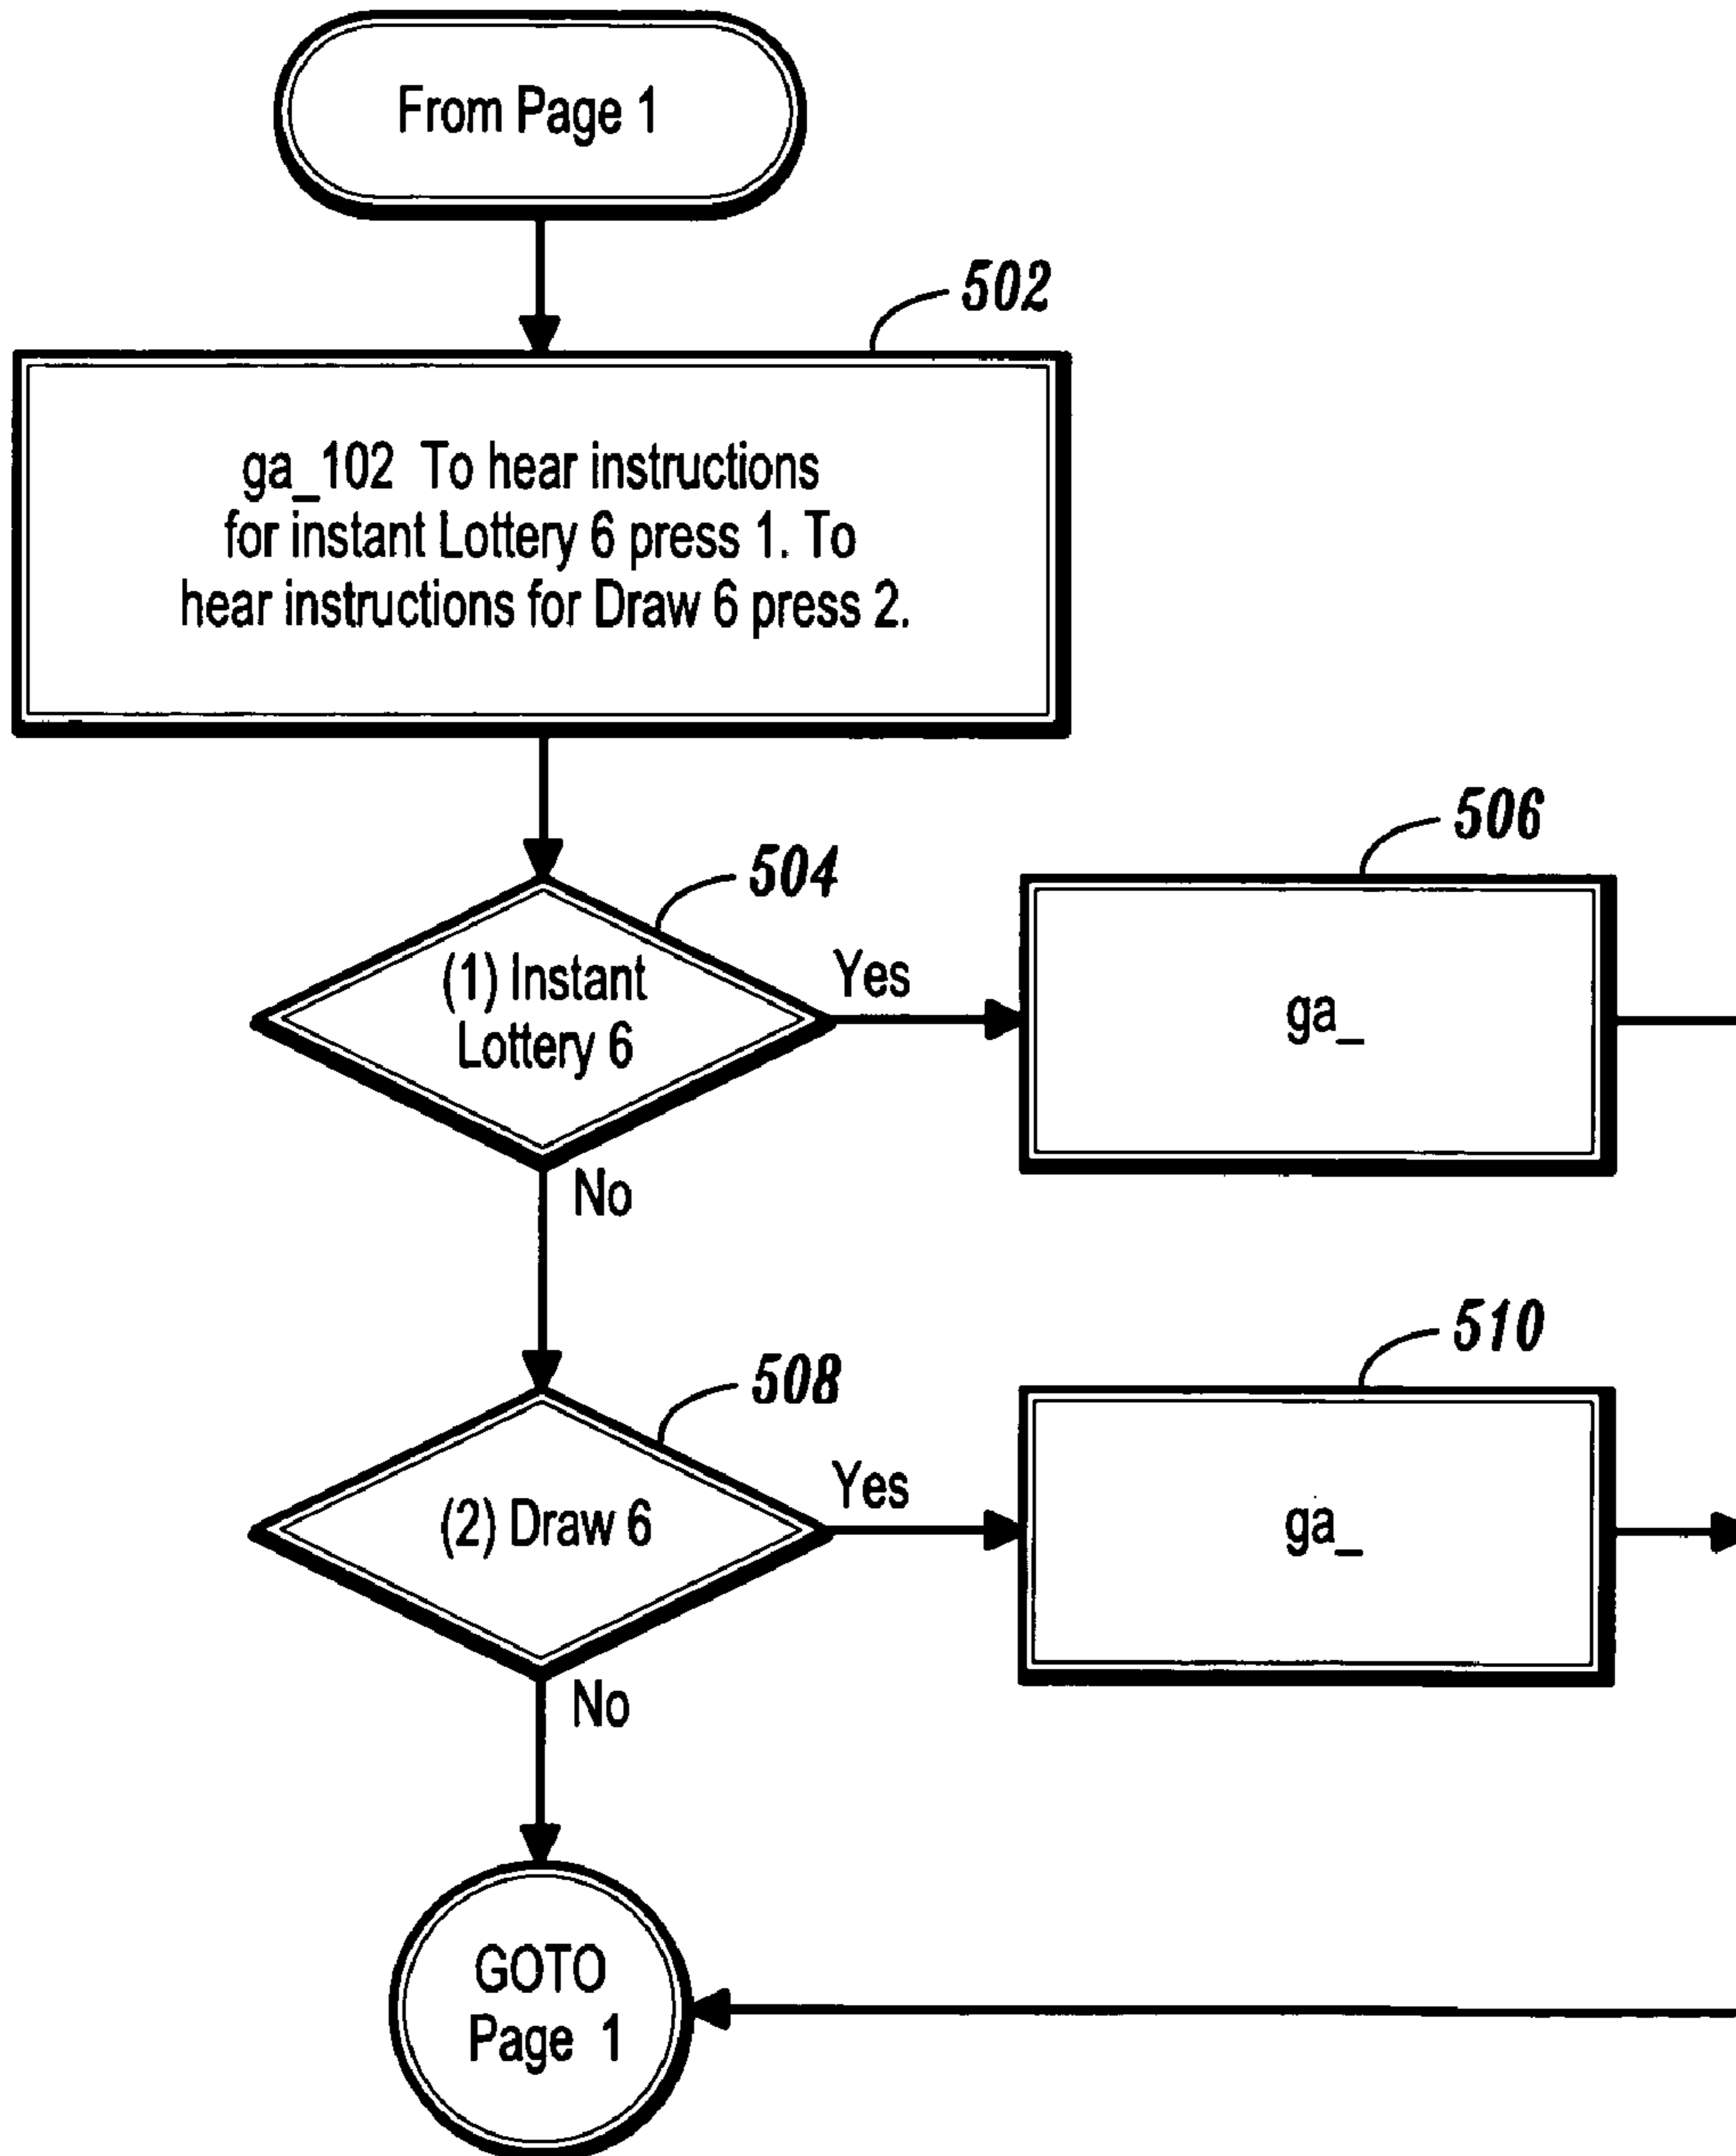 From Page 1
502
ga_102 To hear instructions
for instant Lottery 6 press 1. To
hear instructions for Draw 6 press 2.
504
(1) Instant
Lottery 6
Yes
506
ga_
No
508
(2) Draw 6
Yes
510
ga_
No
GOTO
Page 1